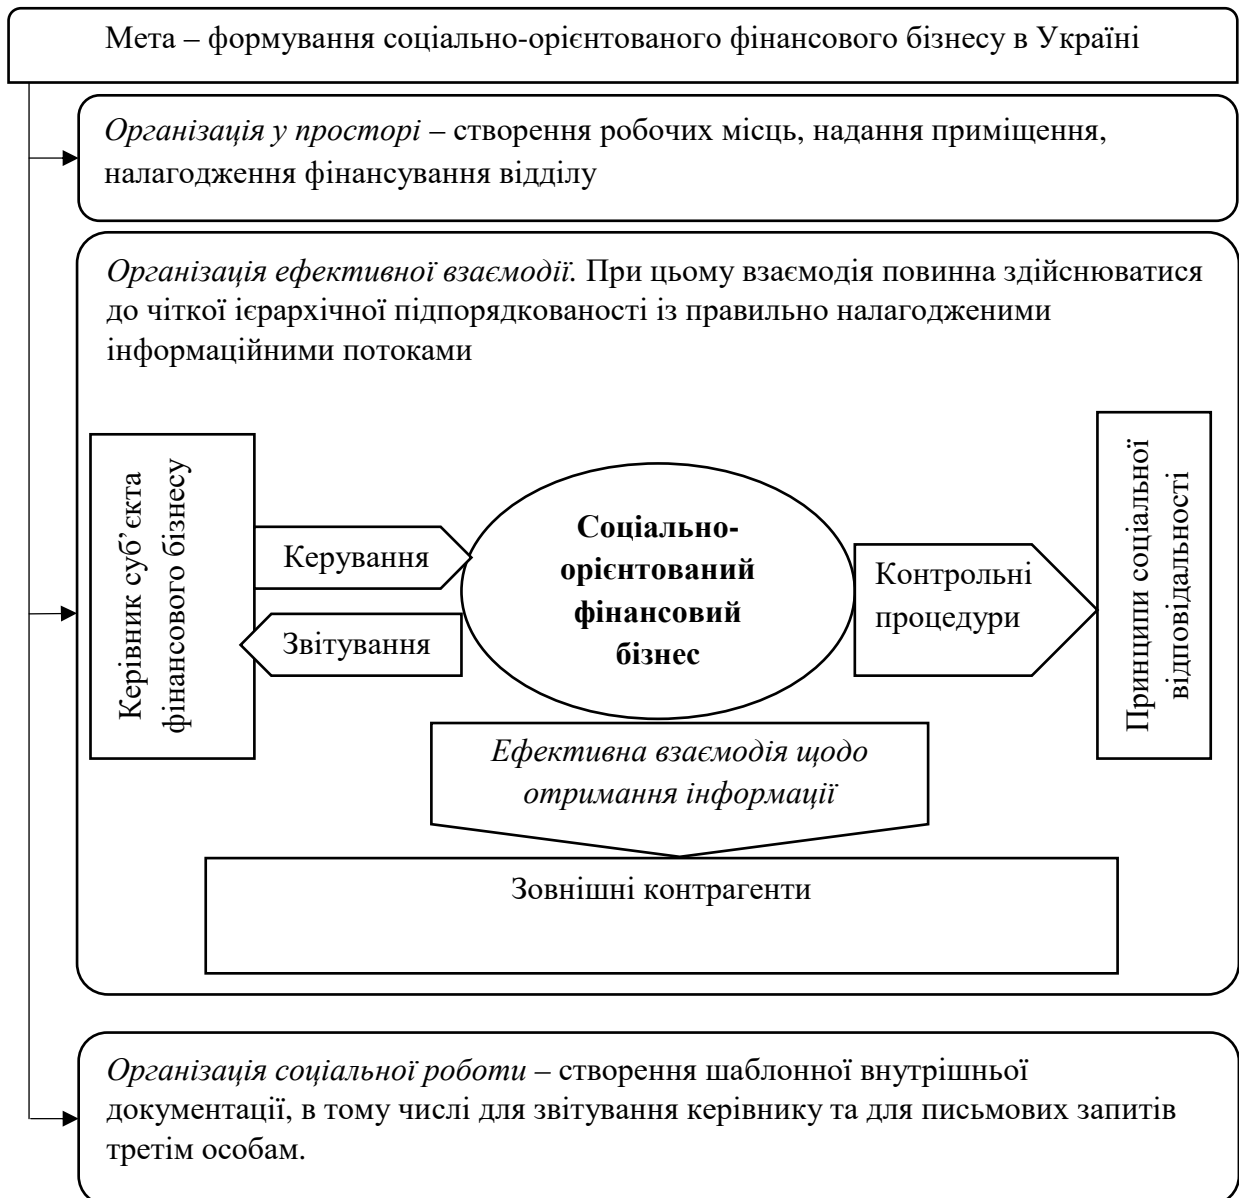 Мета – формування соціально-орієнтованого фінансового бізнесу в Україні
Організація у просторі – створення робочих місць, надання приміщення,
налагодження фінансування відділу
Організація ефективної взаємодії. При цьому взаємодія повинна здійснюватися
до чіткої ієрархічної підпорядкованості із правильно налагодженими
інформаційними потоками
Керівник суб’єкта
фінансового бізнесу
Керування
Звітування
Соціально-
орієнтований
фінансовий
бізнес
Контрольні
процедури
Принципи соціальної
відповідальності
Ефективна взаємодія щодо
отримання інформації
Зовнішні контрагенти
Організація соціальної роботи – створення шаблонної внутрішньої
документації, в тому числі для звітування керівнику та для письмових запитів
третім особам.